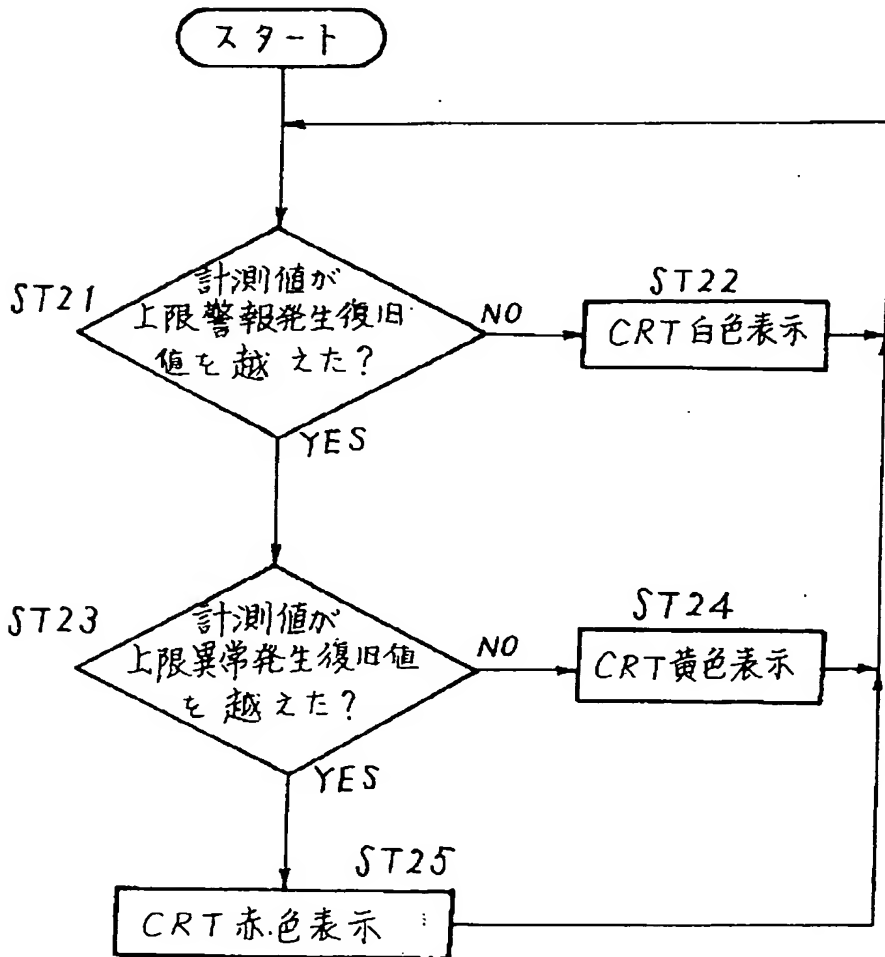 スタート
ST21
計測値が
上限警報発生復旧
値を越えた?
NO
ST22
CRT白色表示
YES
ST23
計測値が
上限異常発生復旧値
を越えた?
NO
ST24
CRT黄色表示
YES
ST25
CRT赤色表示